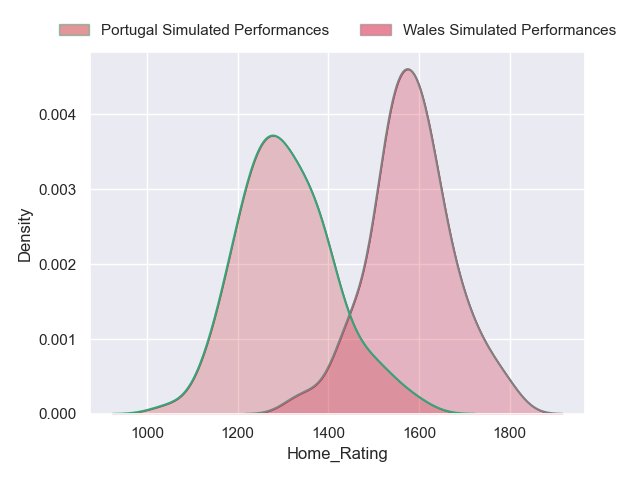 Portugal Simulated Performances Wales Simulated Performances
0.004
0.003
0.002
0.001
0.000
Density
1000 1200 1400 1600 1800
Home_Rating